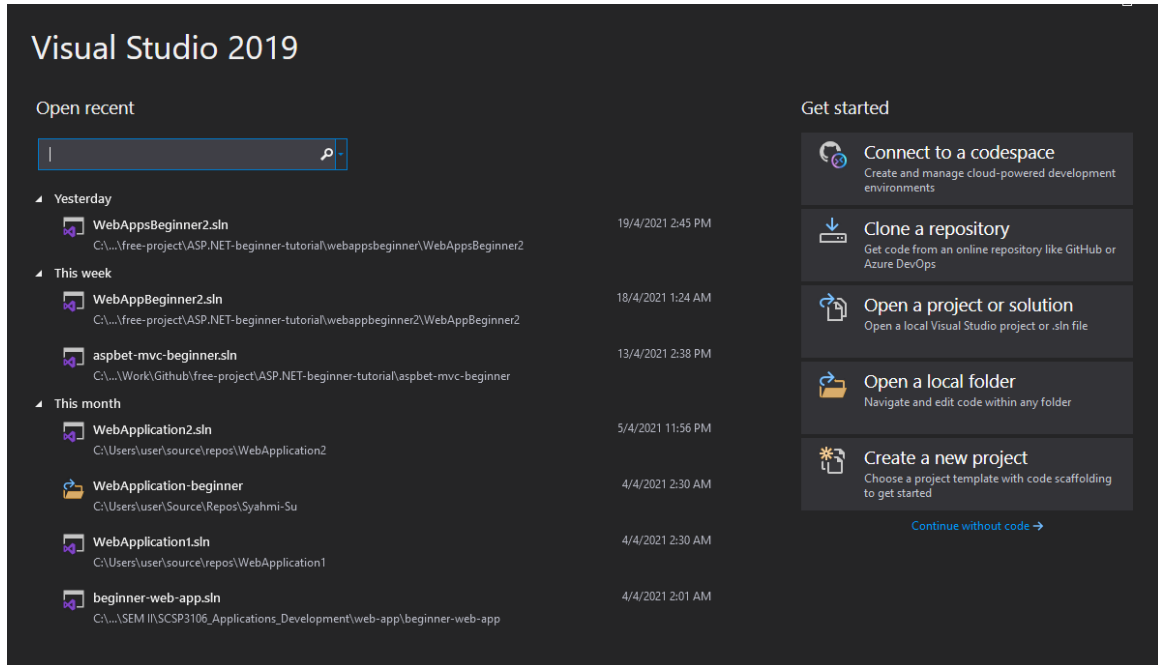 Visual Studio 2019
Open recent
Yesterday
WebAppsBeginner2.sln
19/4/2021 2:45 PM
C:\...\free-project\ASP.NET-beginner-tutorial\webappsbeginner\WebAppsBeginner2
This week
WebAppBeginner2.sln
18/4/2021 1:24 AM
C:\...\free-project\ASP.NET-beginner-tutorial\webappbeginner2\WebAppBeginner2
aspbet-mvc-beginner.sln
13/4/2021 2:38 PM
C:\...\Work\Github\free-project\ASP.NET-beginner-tutorial\aspbet-mvc-beginner
This month
WebApplication2.sln
5/4/2021 11:56 PM
C:\Users\user\source\repos\WebApplication2
WebApplication-beginner
4/4/2021 2:30 AM
C:\Users\user\Source\Repos\Syahmi-Su
WebApplication1.sln
4/4/2021 2:30 AM
C:\Users\user\source\repos\WebApplication1
beginner-web-app.sln
4/4/2021 2:01 AM
C:\...\SEM II\SCSP3106_Applications_Development\web-app\beginner-web-app
Get started
Connect to a codespace
Create and manage cloud-powered development
environments
Clone a repository
Get code from an online repository like GitHub or
Azure DevOps
Open a project or solution
Open a local Visual Studio project or .sln file
Open a local folder
Navigate and edit code within any folder
Create a new project
Choose a project template with code scaffolding
to get started
Continue without code →